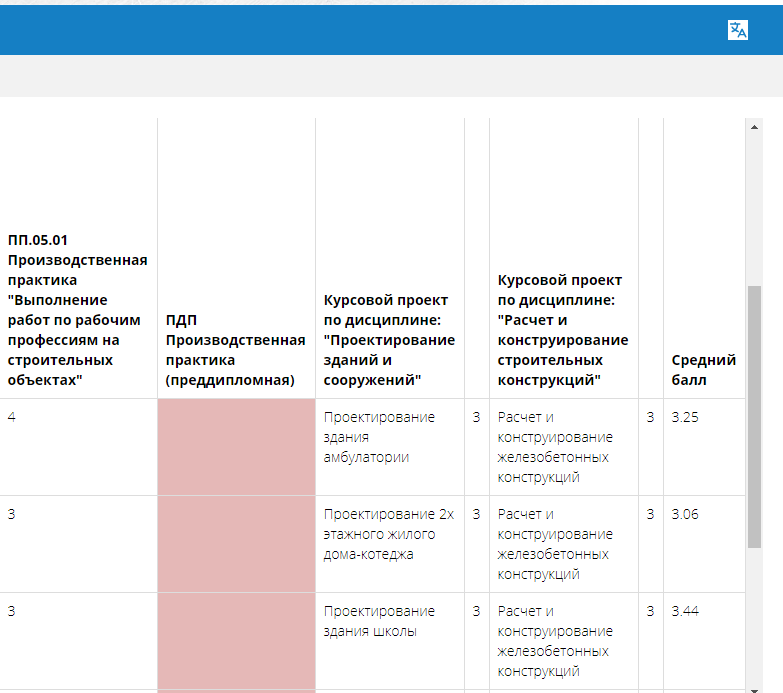 ПП.05.01
Производственная
практика
"Выполнение
работ по рабочим
профессиям на
строительных
объектах"
ПДП
Производственная
практика
(преддипломная)
Курсовой проект
по дисциплине:
"Проектирование
зданий и
сооружений"
Курсовой проект
по дисциплине:
"Расчет и
конструирование
строительных
конструкций"
Средний
балл
4
Проектирование
здания
амбулатории
3
Расчет и
конструирование
железобетонных
конструкций
3
3.25
3
Проектирование 2х
этажного жилого
дома-котеджа
3
Расчет и
конструирование
железобетонных
конструкций
3
3.06
3
Проектирование
здания школы
3
Расчет и
конструирование
железобетонных
конструкций
3
3.44